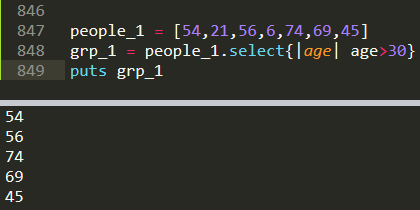 846
847 people_1 = [54,21,56,6,74,69,45]
848 grp_1 = people_1.select{|age| age>30}
849 puts grp_1
54
56
74
69
45